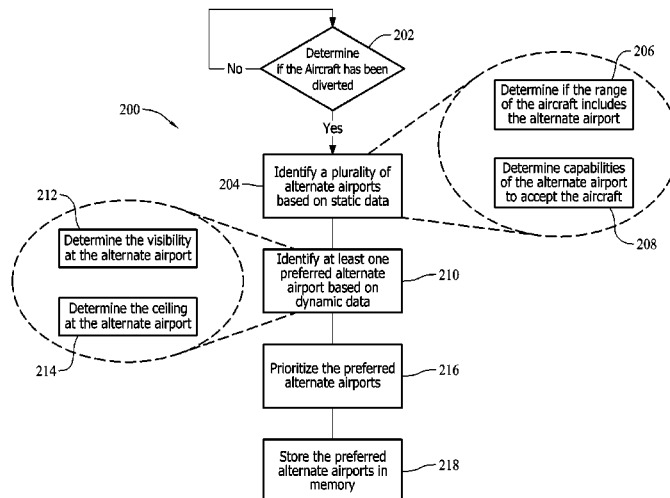 202
Determine
if the Aircraft has been
diverted
No
Yes
200
206
Determine if the range
of the aircraft includes
the alternate airport
Determine capabilities
of the alternate airport
to accept the aircraft
208
204
Identify a plurality of
alternate airports
based on static data
212
Determine the visibility
at the alternate airport
Determine the ceiling
at the alternate airport
214
Identify at least one
preferred alternate
airport based on
dynamic data
210
Prioritize the preferred
alternate airports
216
Store the preferred
alternate airports in
memory
218